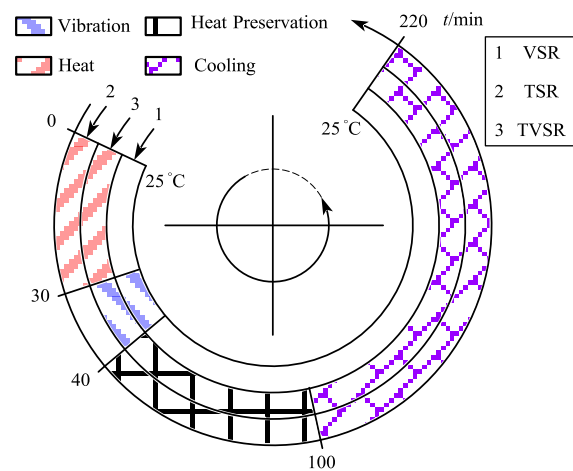 Vibration
Heat Preservation
Heat
Cooling
220 t/min
1 VSR
2 TSR
3 TVSR
25 °C
0
2
3
1
25 °C
30
40
100